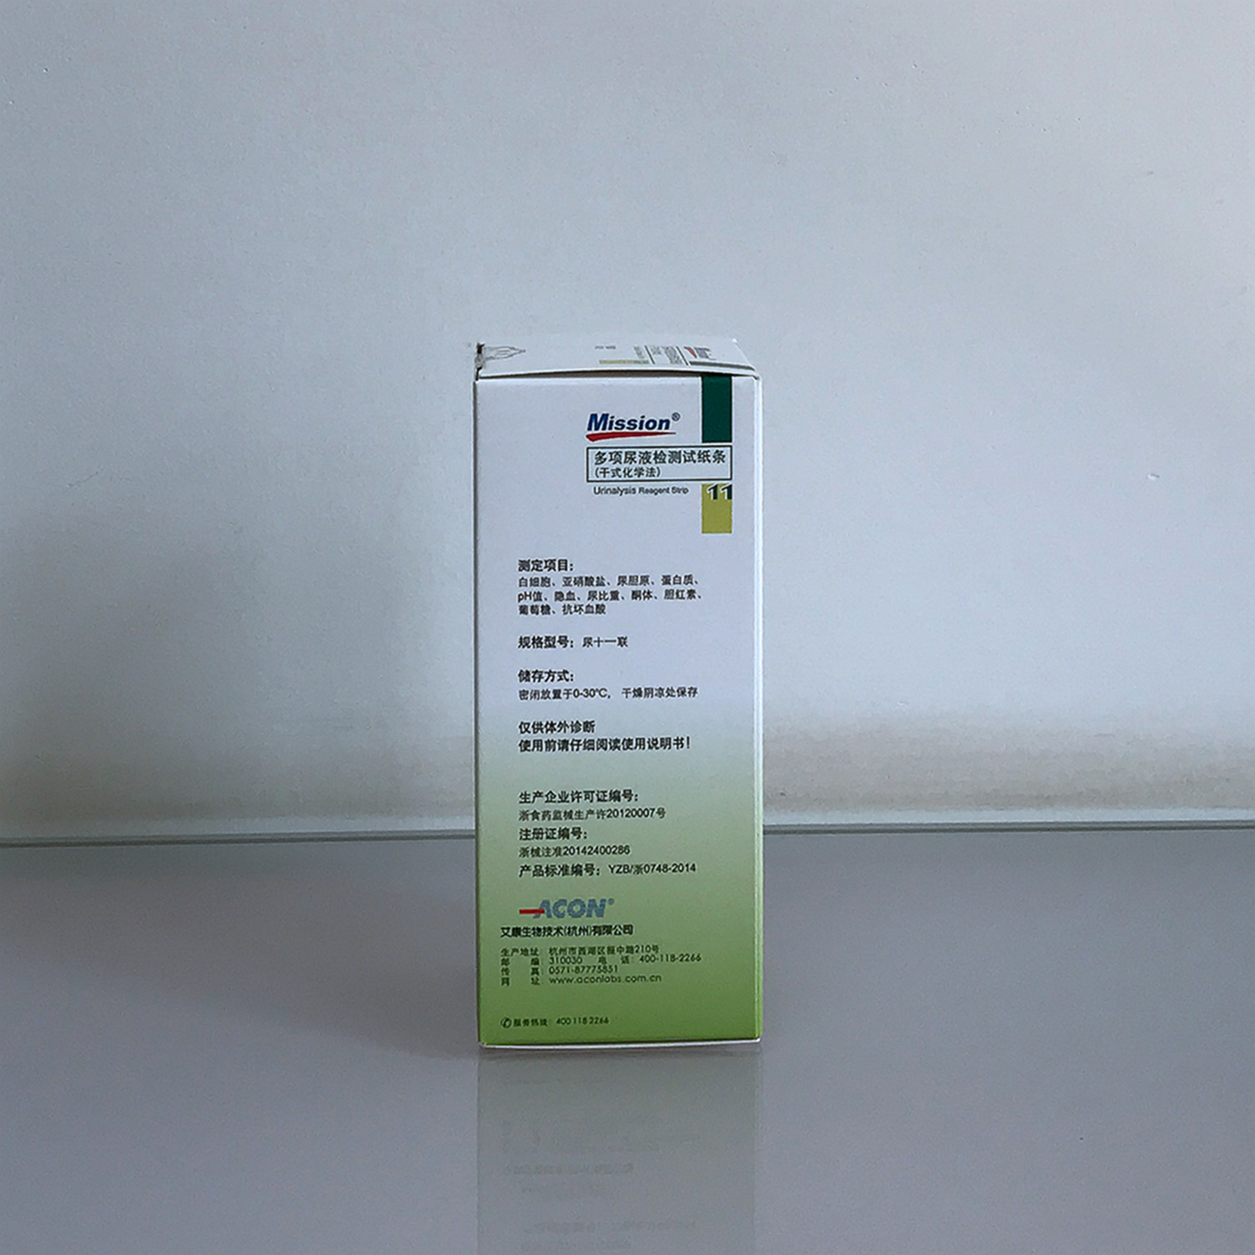 Mission®
多项尿液检测试纸条
(干式化学法)
Urinalysis Reagent Strip
11
测定项目：
白细胞、亚硝酸盐、尿胆原、蛋白质、
pH值、隐血、尿比重、酮体、胆红素、
葡萄糖、抗坏血酸
规格型号：尿十一联
储存方式：
密闭放置于0-30℃，干燥阴凉处保存
仅供体外诊断
使用前请仔细阅读使用说明书！
生产企业许可证编号：
浙食药监械生产许20120007号
注册证编号：
浙械注准20142400286
产品标准编号：YZB/浙0748-2014
ACON®
艾康生物技术(杭州)有限公司
生产地址：杭州市西湖区振中路210号
邮 编 310030 电 话：400-118-2266
传 真 0571-87775851
网 址 www.aconlabs.com.cn
服务热线：400 118 2266